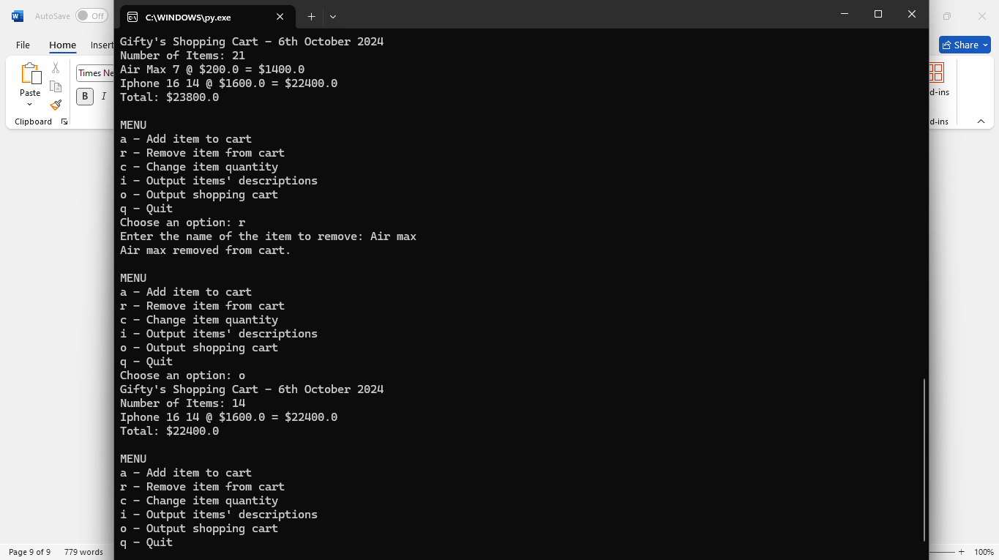 AutoSave Off
C:\WINDOWS\py.exe
File Home Insert
Share
Paste
Times Ne
B I
Clipboard
d-ins
d-ins
Gifty's Shopping Cart - 6th October 2024
Number of Items: 21
Air Max 7 @ $200.0 = $1400.0
Iphone 16 14 @ $1600.0 = $22400.0
Total: $23800.0
MENU
a - Add item to cart
r - Remove item from cart
c - Change item quantity
i - Output items' descriptions
o - Output shopping cart
q - Quit
Choose an option: r
Enter the name of the item to remove: Air max
Air max removed from cart.
MENU
a - Add item to cart
r - Remove item from cart
c - Change item quantity
i - Output items' descriptions
o - Output shopping cart
q - Quit
Choose an option: o
Gifty's Shopping Cart - 6th October 2024
Number of Items: 14
Iphone 16 14 @ $1600.0 = $22400.0
Total: $22400.0
MENU
a - Add item to cart
r - Remove item from cart
c - Change item quantity
i - Output items' descriptions
o - Output shopping cart
q - Quit
Page 9 of 9 779 words
100%